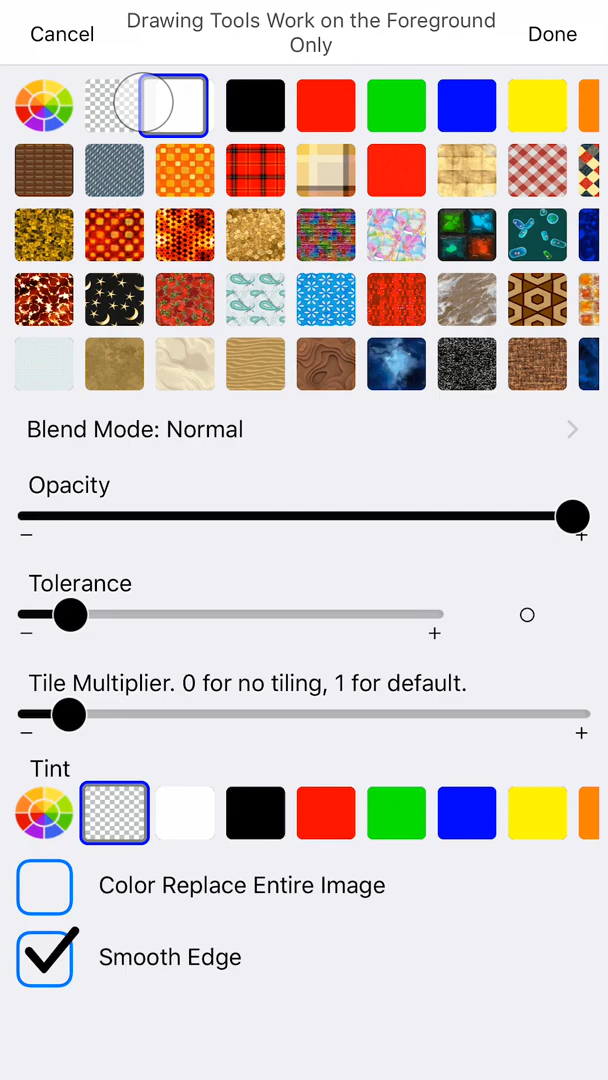 Cancel
Drawing Tools Work on the Foreground
Only
Done
Blend Mode: Normal
Opacity
Tolerance
Tile Multiplier. 0 for no tiling, 1 for default.
Tint
Color Replace Entire Image
Smooth Edge